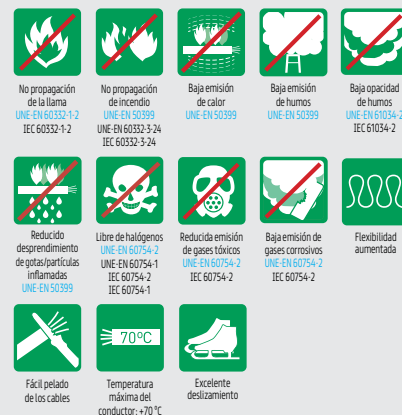 No propagación
de la llama
UNE-EN 60332-1-2
IEC 60332-1-2
No propagación
de incendio
UNE-EN 50399
UNE-EN 60332-3-24
IEC 60332-3-24
Baja emisión
de calor
UNE-EN 50399
Baja emisión
de humos
UNE-EN 50399
Baja opacidad
de humos
UNE-EN 61034-2
IEC 61034-2
Reducido
desprendimiento
de gotas/partículas
inflamadas
UNE-EN 50399
Libre de halógenos
UNE-EN 60754-2
UNE-EN 60754-1
IEC 60754-2
IEC 60754-1
Reducida emisión
de gases tóxicos
UNE-EN 60754-2
IEC 60754-2
Baja emisión de
gases corrosivos
UNE-EN 60754-2
IEC 60754-2
Flexibilidad
aumentada
Fácil pelado
de los cables
70°C
Temperatura
máxima del
conductor: +70 °C
Excelente
deslizamiento